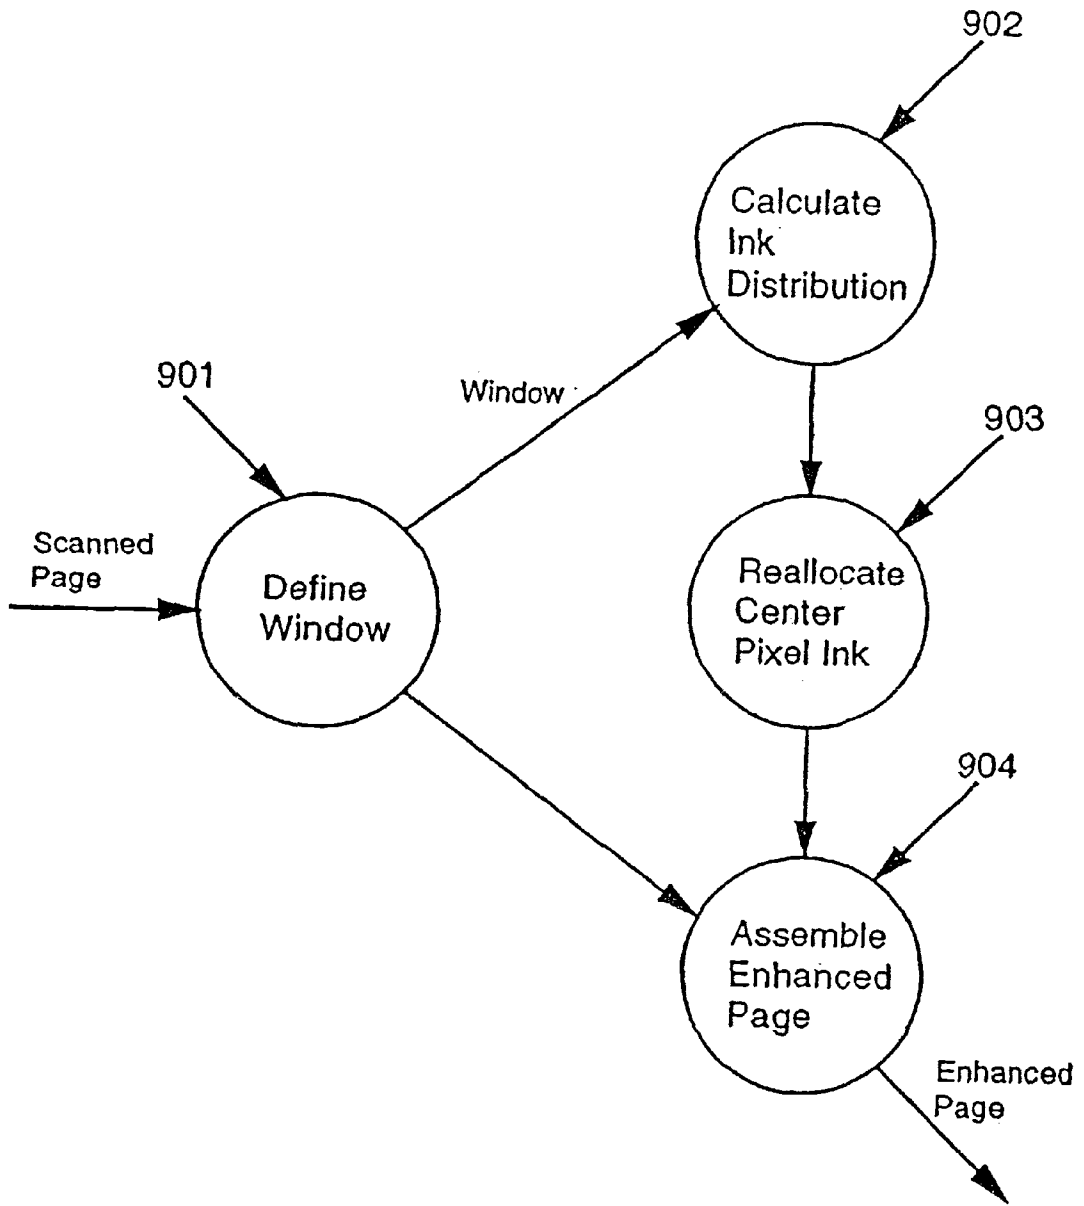 902
Calculate
Ink
Distribution
901
Window
903
Scanned
Page
Define
Window
Reallocate
Center
Pixel Ink
904
Assemble
Enhanced
Page
Enhanced
Page